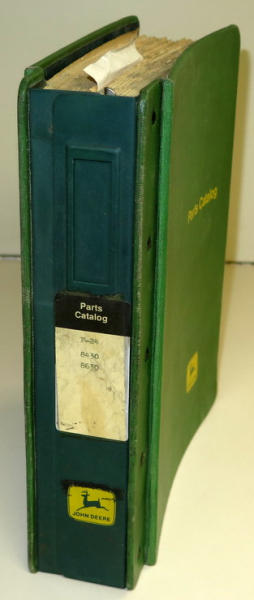 Parts
Catalog
8430
8630
JOHN DEERE
Parts Catalog